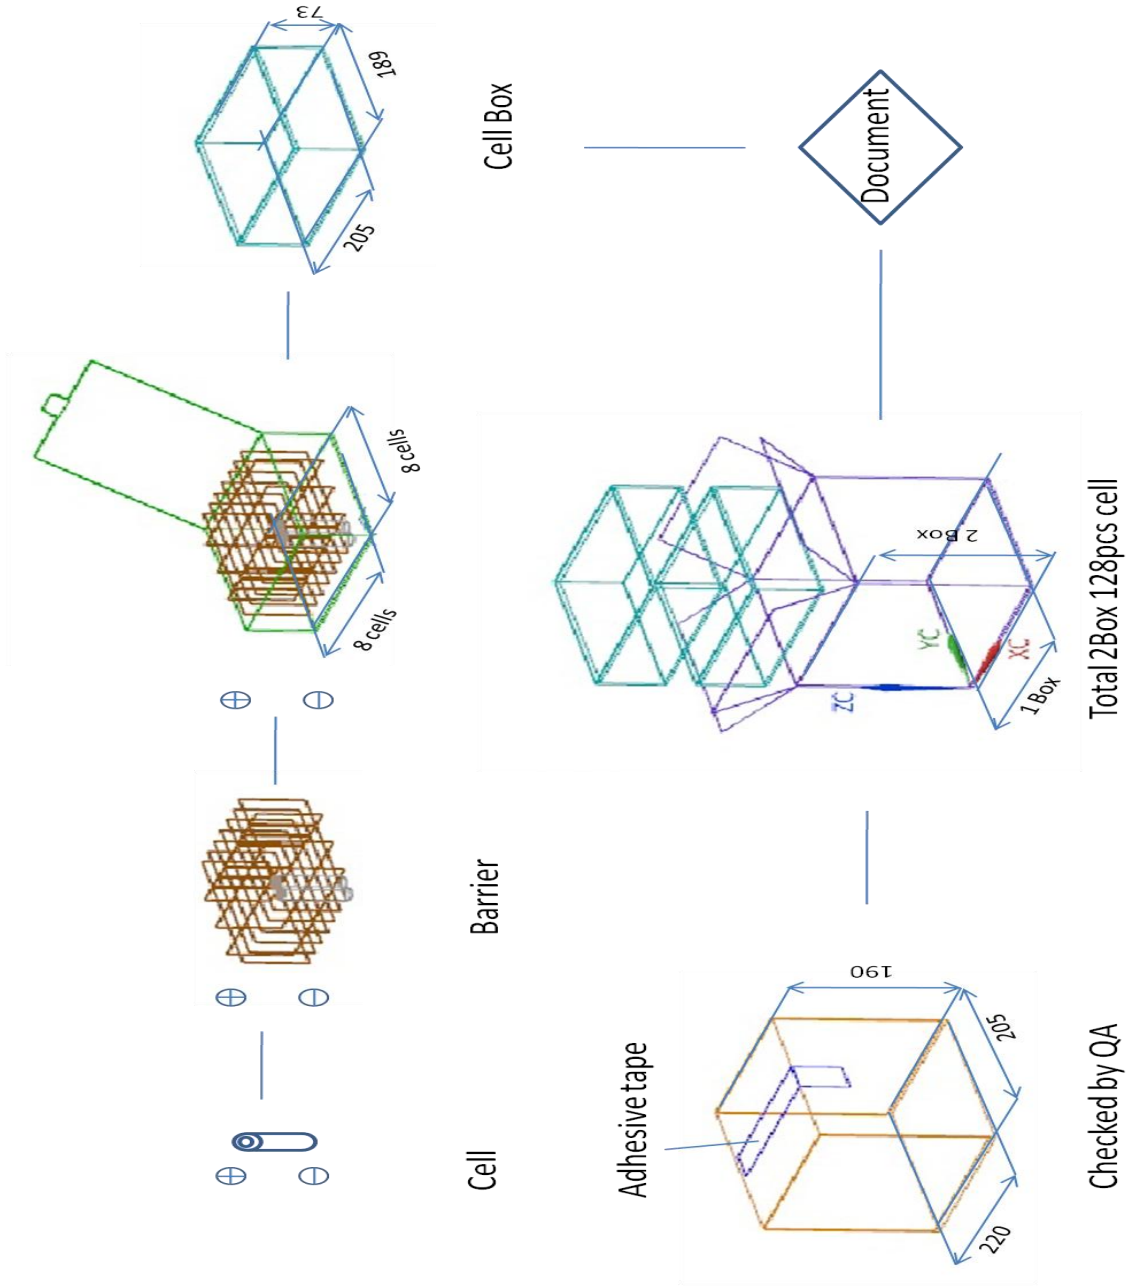 ⊕
⊖
Cell
⊕
⊖
Barrier
⊕
⊖
8 cells
8 cells
205
189
73
Cell Box
Adhesive tape
220
205
190
Checked by QA
ZC
YC
XC
1 Box
2 Box
Total 2Box 128pcs cell
Document